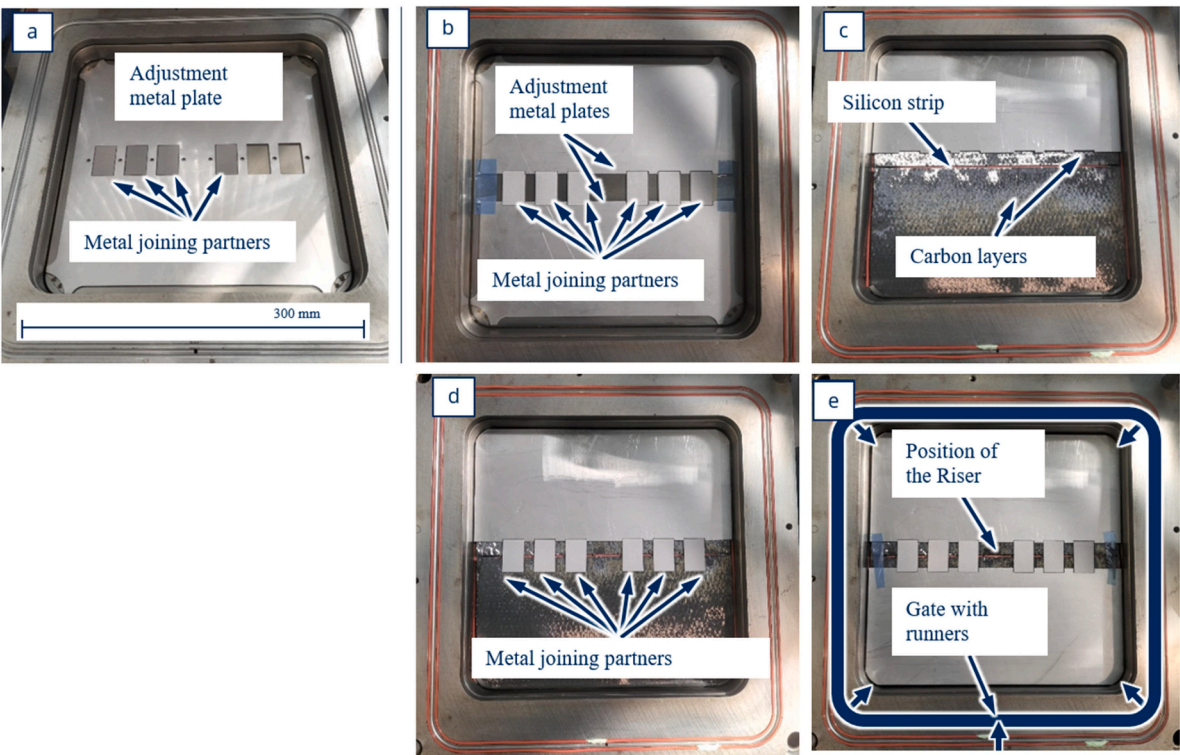 a
Adjustment
metal plate
Metal joining partners
300 mm
b
Adjustment
metal plates
Metal joining partners
c
Silicon strip
Carbon layers
d
Metal joining partners
e
Position of
the Riser
Gate with
runners